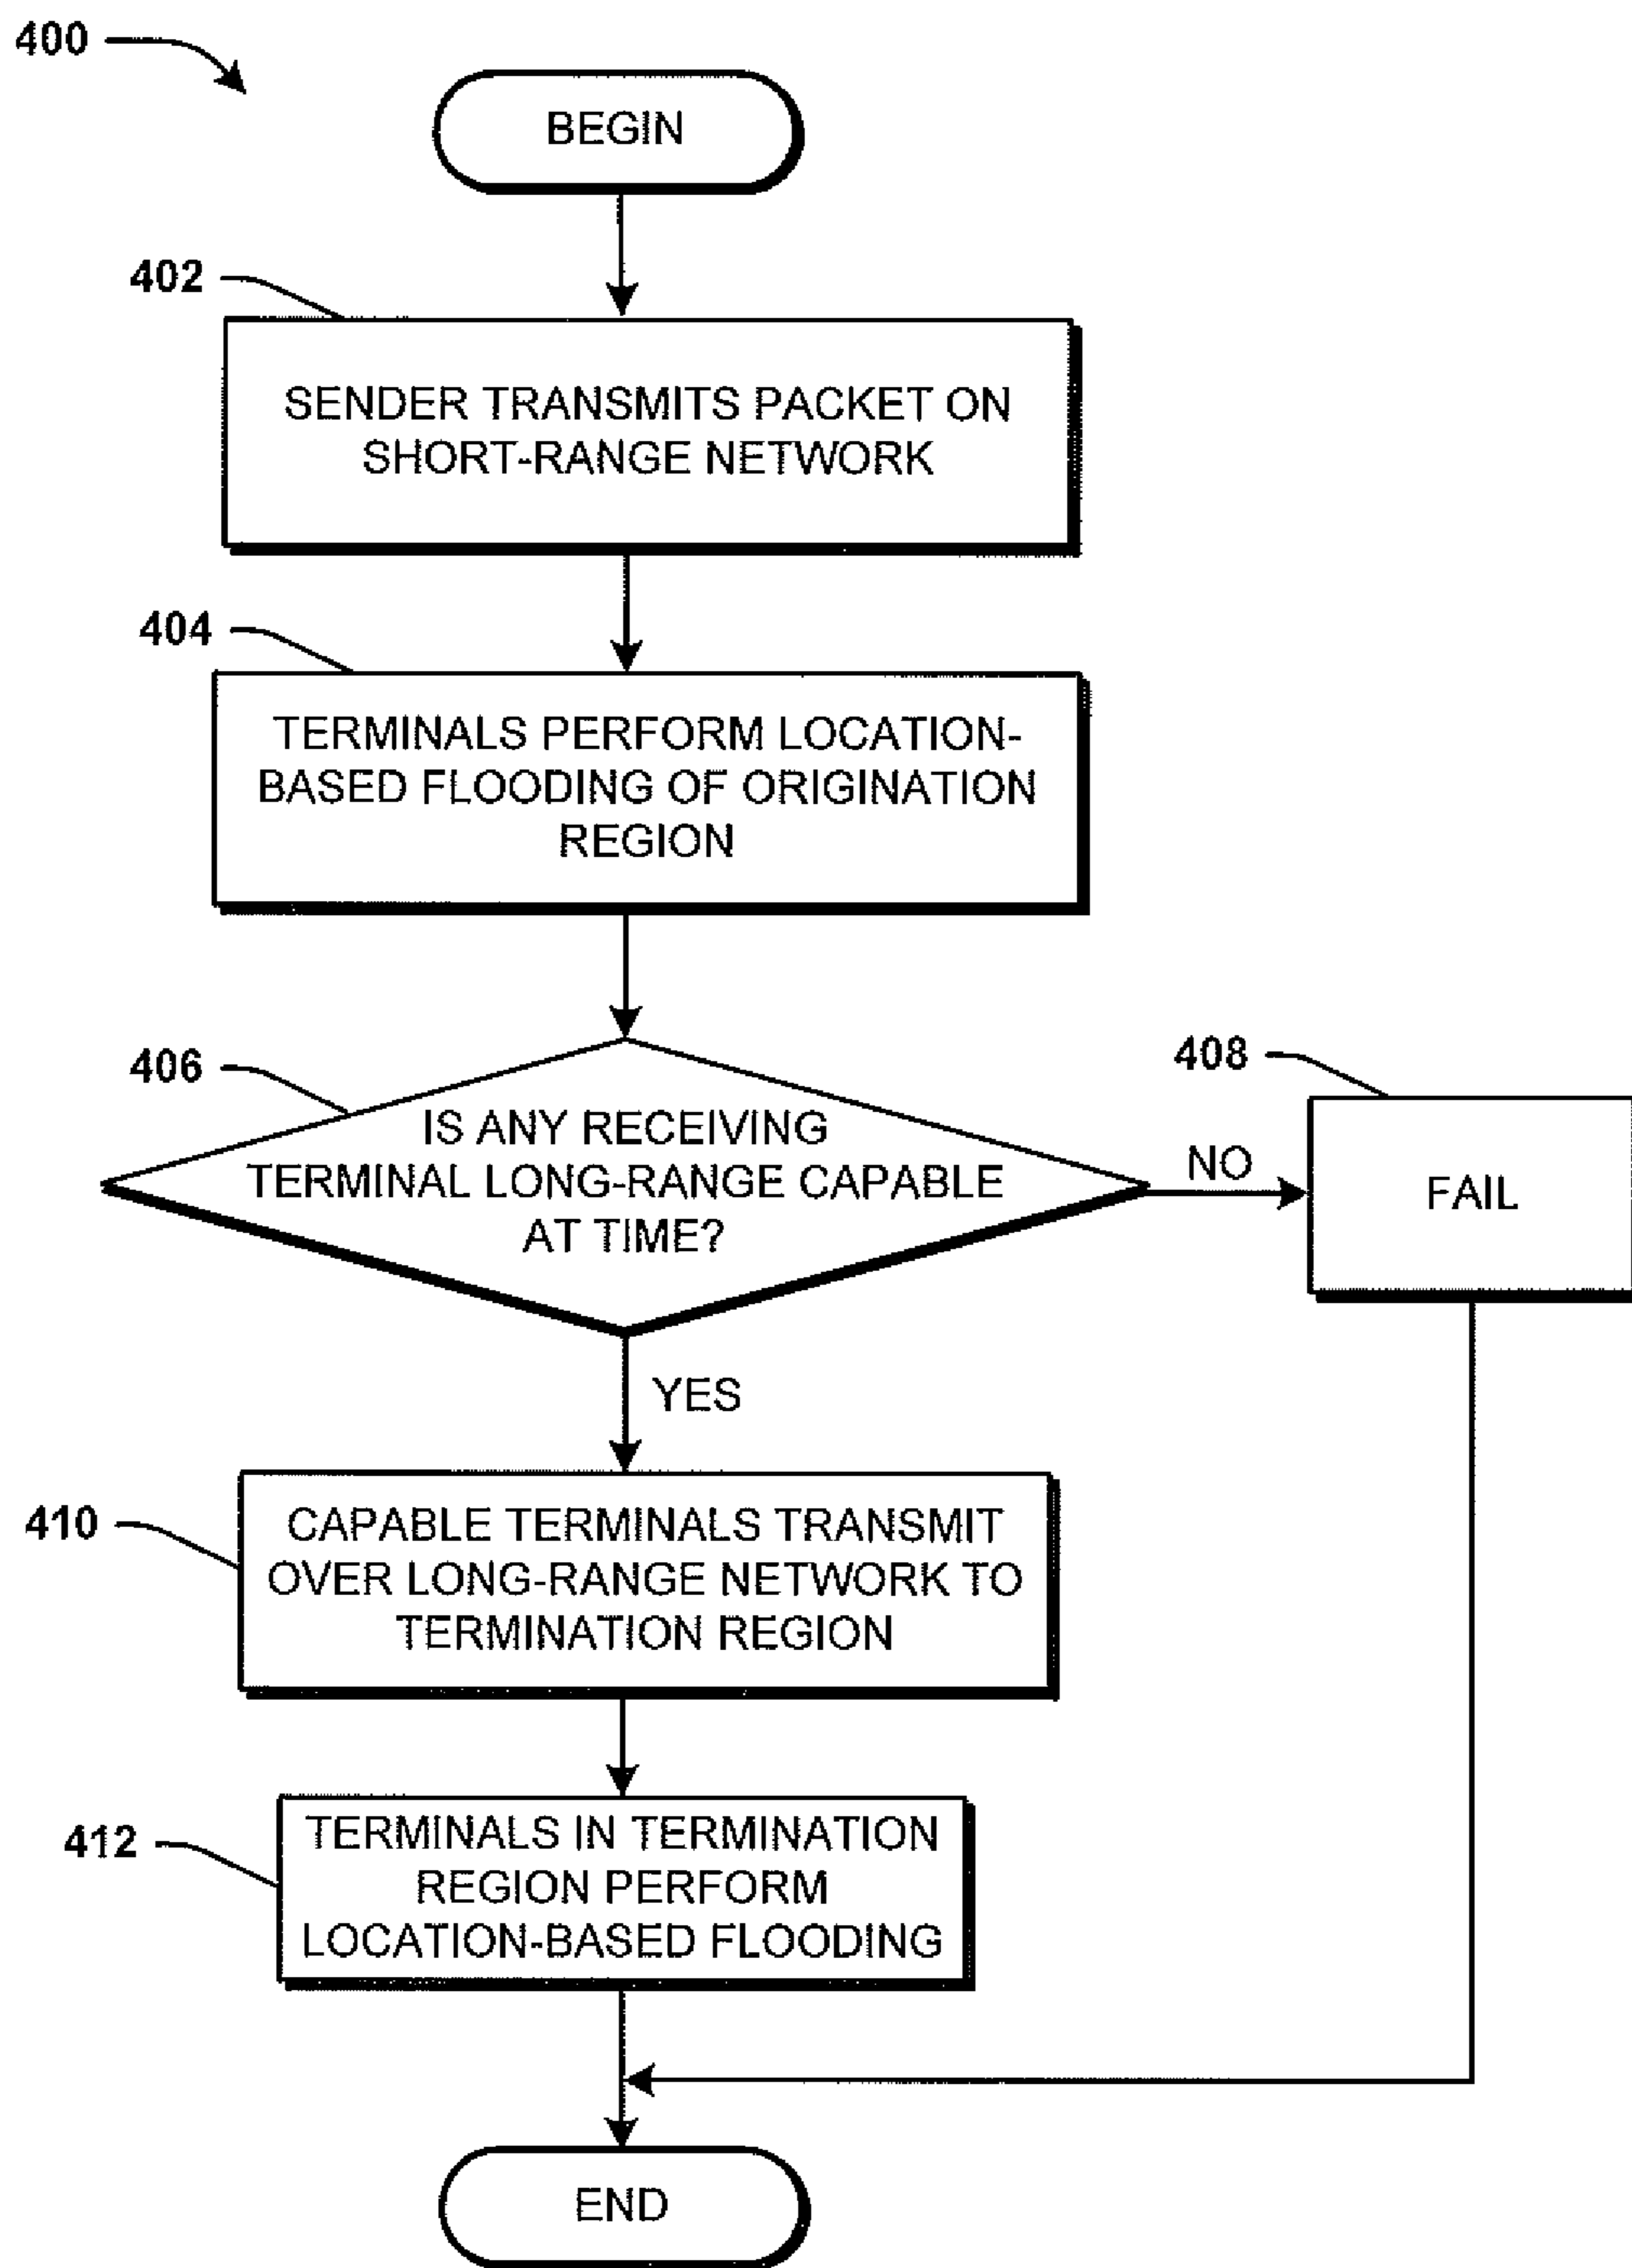 400
BEGIN
402
SENDER TRANSMITS PACKET ON
SHORT-RANGE NETWORK
404
TERMINALS PERFORM LOCATION-
BASED FLOODING OF ORIGINATION
REGION
406
IS ANY RECEIVING
TERMINAL LONG-RANGE CAPABLE
AT TIME?
NO
408
FAIL
YES
410
CAPABLE TERMINALS TRANSMIT
OVER LONG-RANGE NETWORK TO
TERMINATION REGION
412
TERMINALS IN TERMINATION
REGION PERFORM
LOCATION-BASED FLOODING
END